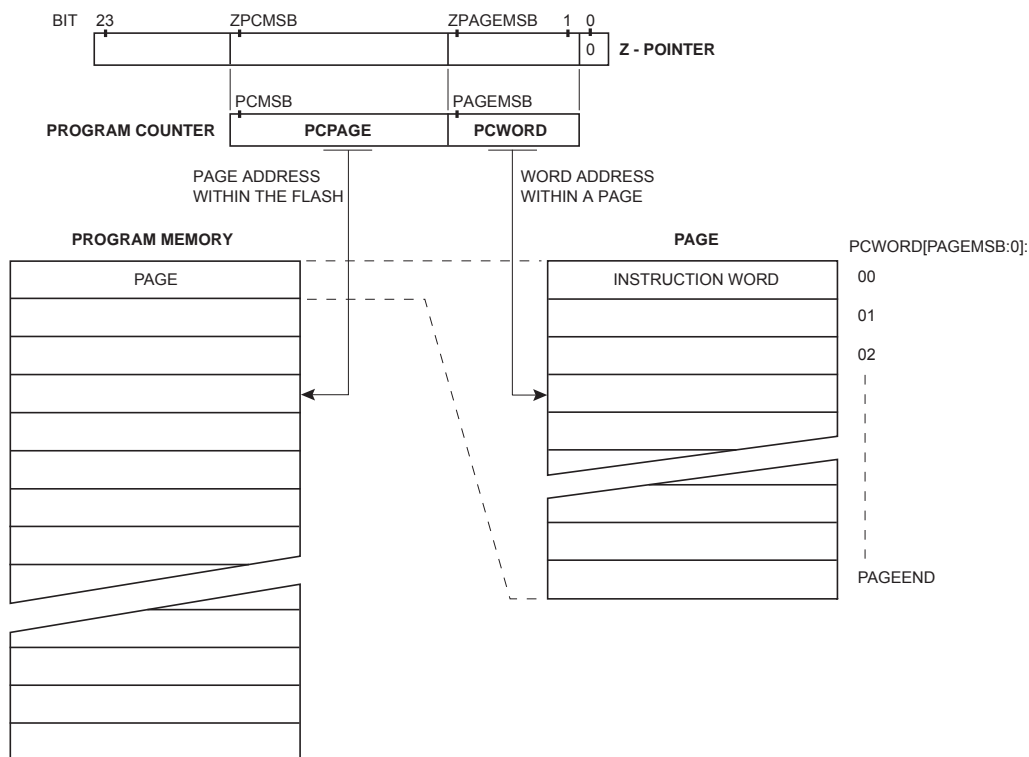 BIT 23 ZPCMSB ZPAGEMSB 1 0
0 Z - POINTER
PCMSB PAGEMSB
PROGRAM COUNTER PCPAGE PCWORD
PAGE ADDRESS
WITHIN THE FLASH
WORD ADDRESS
WITHIN A PAGE
PROGRAM MEMORY
PAGE
PAGE
INSTRUCTION WORD
PCWORD[PAGEMSB:0]:
00
01
02
PAGEEND